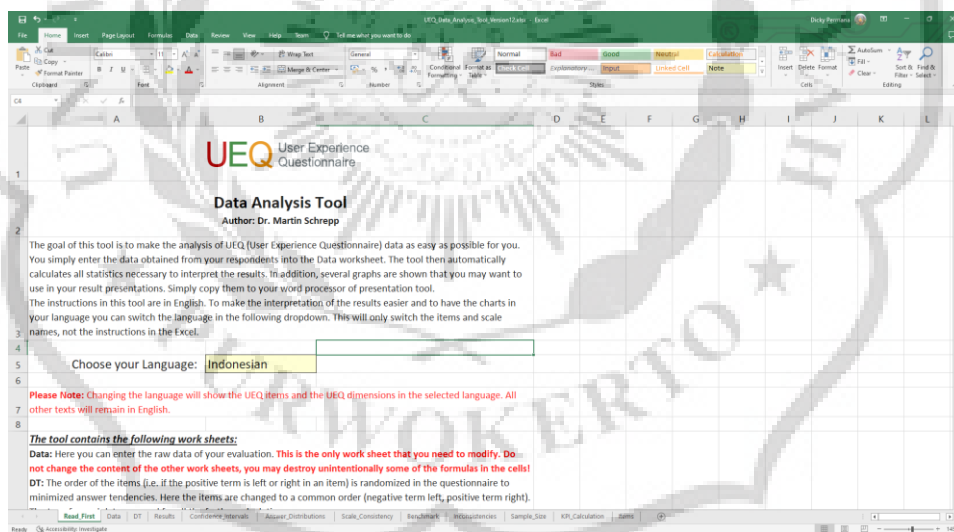 UEQ_Data_Analysis_Tool_Version12.xlsx - Excel
Dicky Permana
File Home Insert Page Layout Formulas Data Review View Help Team Tell me what you want to do
Cut
Copy
Format Painter
Paste
Calibri
11
Wrap Text
Merge & Center
General
Conditional Formatting
Format as Table
Normal Bad Good Neutral Calculation
Check Cell Explanatory... Input Linked Cell Note
Insert Delete Format
AutoSum
Fill
Clear
Sort & Filter
Find & Select
Clipboard Font Alignment Number Styles Cells Editing
C4
A B C D E F G H I J K L
UEQ User Experience
Questionnaire
1
Data Analysis Tool
Author: Dr. Martin Schrepp
2
The goal of this tool is to make the analysis of UEQ (User Experience Questionnaire) data as easy as possible for you.
You simply enter the data obtained from your respondents into the Data worksheet. The tool then automatically
calculates all statistics necessary to interpret the results. In addition, several graphs are shown that you may want to
use in your result presentations. Simply copy them to your word processor of presentation tool.
The instructions in this tool are in English. To make the interpretation of the results easier and to have the charts in
your language you can switch the language in the following dropdown. This will only switch the items and scale
3 names, not the instructions in the Excel.
4
5 Choose your Language: Indonesian
6
Please Note: Changing the language will show the UEQ items and the UEQ dimensions in the selected language. All
7 other texts will remain in English.
8
The tool contains the following work sheets:
Data: Here you can enter the raw data of your evaluation. This is the only work sheet that you need to modify. Do
not change the content of the other work sheets, you may destroy unintentionally some of the formulas in the cells!
DT: The order of the items (i.e. if the positive term is left or right in an item) is randomized in the questionnaire to
minimized answer tendencies. Here the items are changed to a common order (negative term left, positive term right).
Read_First Data DT Results Confidence_Intervals Answer_Distributions Scale_Consistency Benchmark Inconsistencies Sample_Size KPI_Calculation Items
Ready Accessibility: Investigate
PURWOKERTO